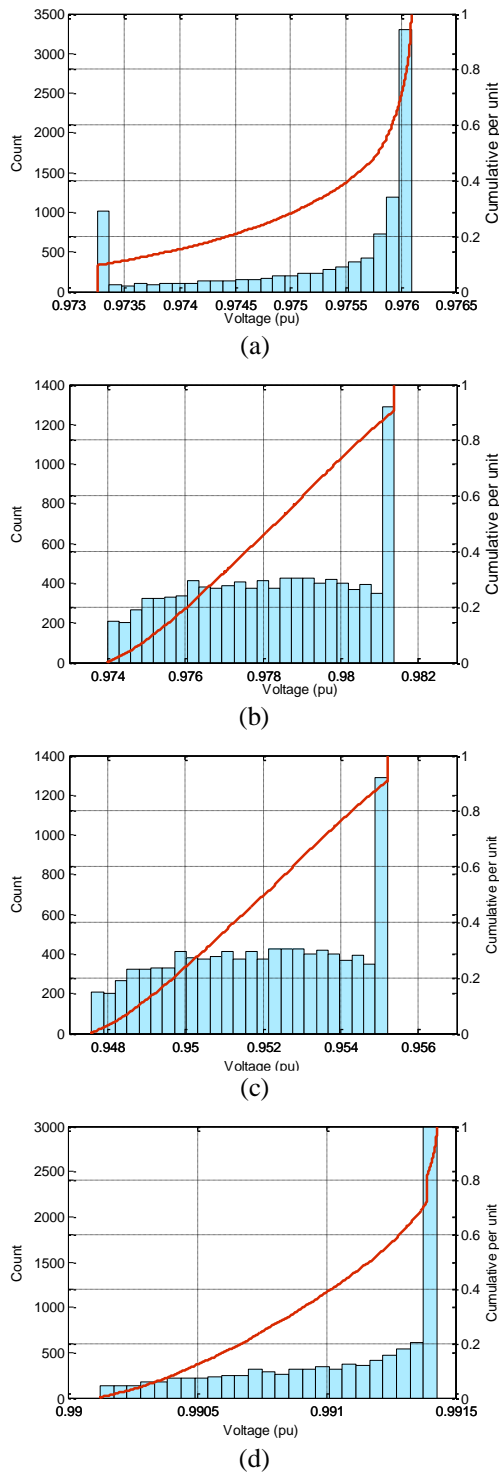 3500
3000
2500
2000
1500
1000
500
0
Count
1
0.8
0.6
0.4
0.2
0
Cumulative per unit
0.973 0.9735 0.974 0.9745 0.975 0.9755 0.976 0.9765
Voltage (pu)
(a)
1400
1200
1000
800
600
400
200
0
Count
1
0.8
0.6
0.4
0.2
0
Cumulative per unit
0.974 0.976 0.978 0.98 0.982
Voltage (pu)
(b)
1400
1200
1000
800
600
400
200
0
Count
1
0.8
0.6
0.4
0.2
0
Cumulative per unit
0.948 0.95 0.952 0.954 0.956
Voltage (pu)
(c)
3000
2500
2000
1500
1000
500
0
Count
1
0.8
0.6
0.4
0.2
0
Cumulative per unit
0.99 0.9905 0.991 0.9915
Voltage (pu)
(d)